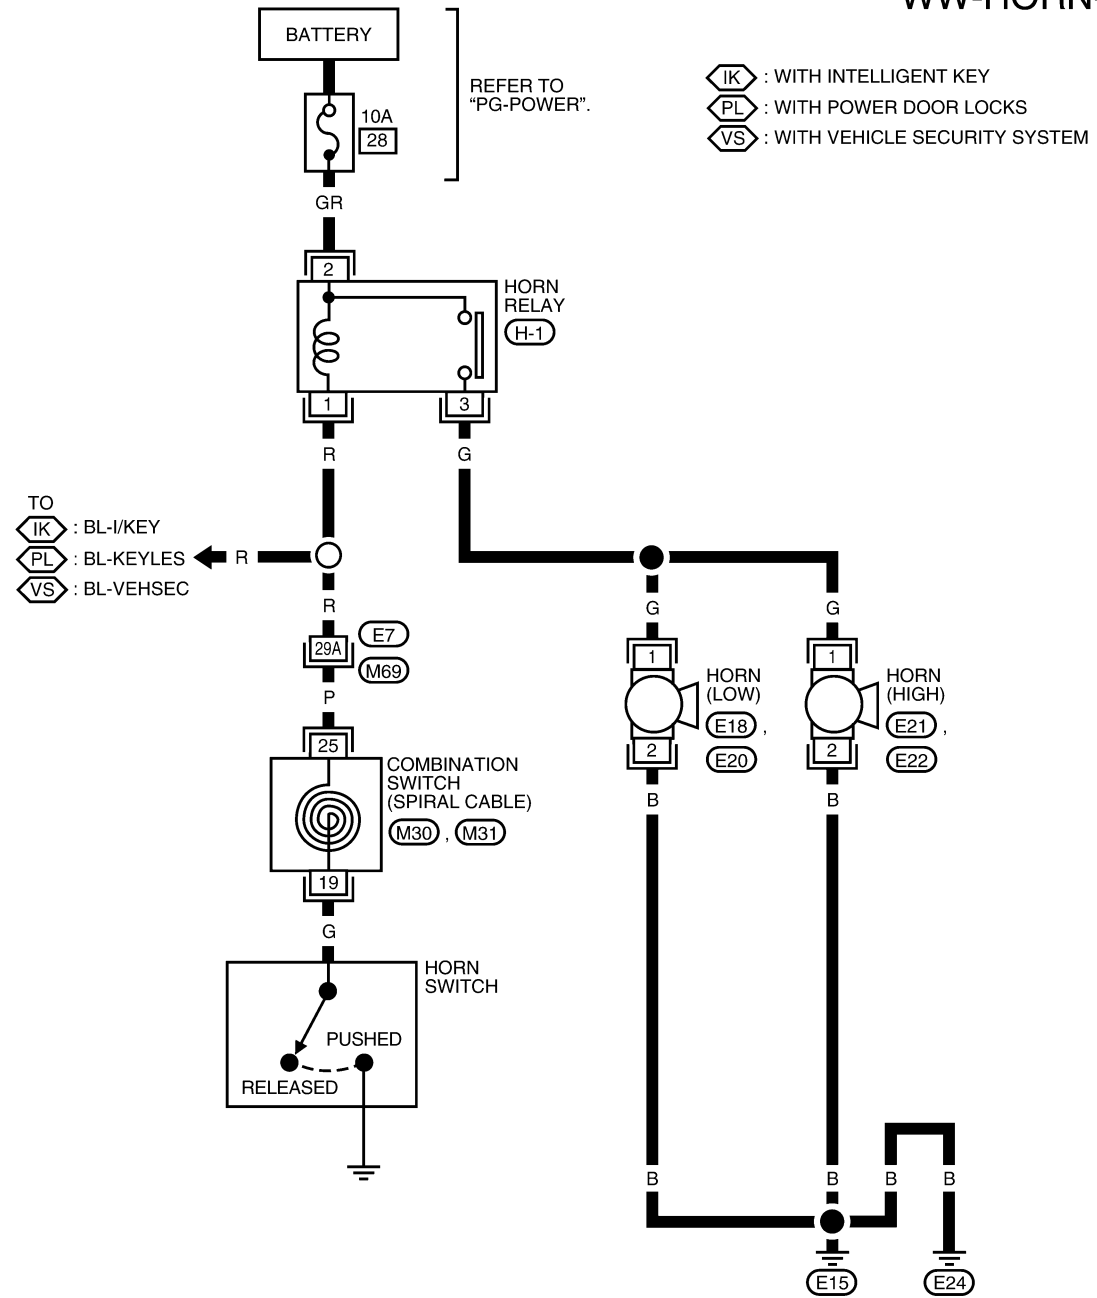 WW-HORN-
BATTERY
REFER TO
“PG-POWER”.
10A
28
IK : WITH INTELLIGENT KEY
PL : WITH POWER DOOR LOCKS
VS : WITH VEHICLE SECURITY SYSTEM
GR
2
HORN
RELAY
H-1
1
3
R
G
TO
IK : BL-I/KEY
PL : BL-KEYLES
VS : BL-VEHSEC
R
R
G
G
29A
E7
M69
1
1
P
HORN
(LOW)
E18 ,
E20
HORN
(HIGH)
E21 ,
E22
25
2
2
COMBINATION
SWITCH
(SPIRAL CABLE)
M30 , M31
B
B
19
G
HORN
SWITCH
PUSHED
RELEASED
B
B
B
B
E15
E24